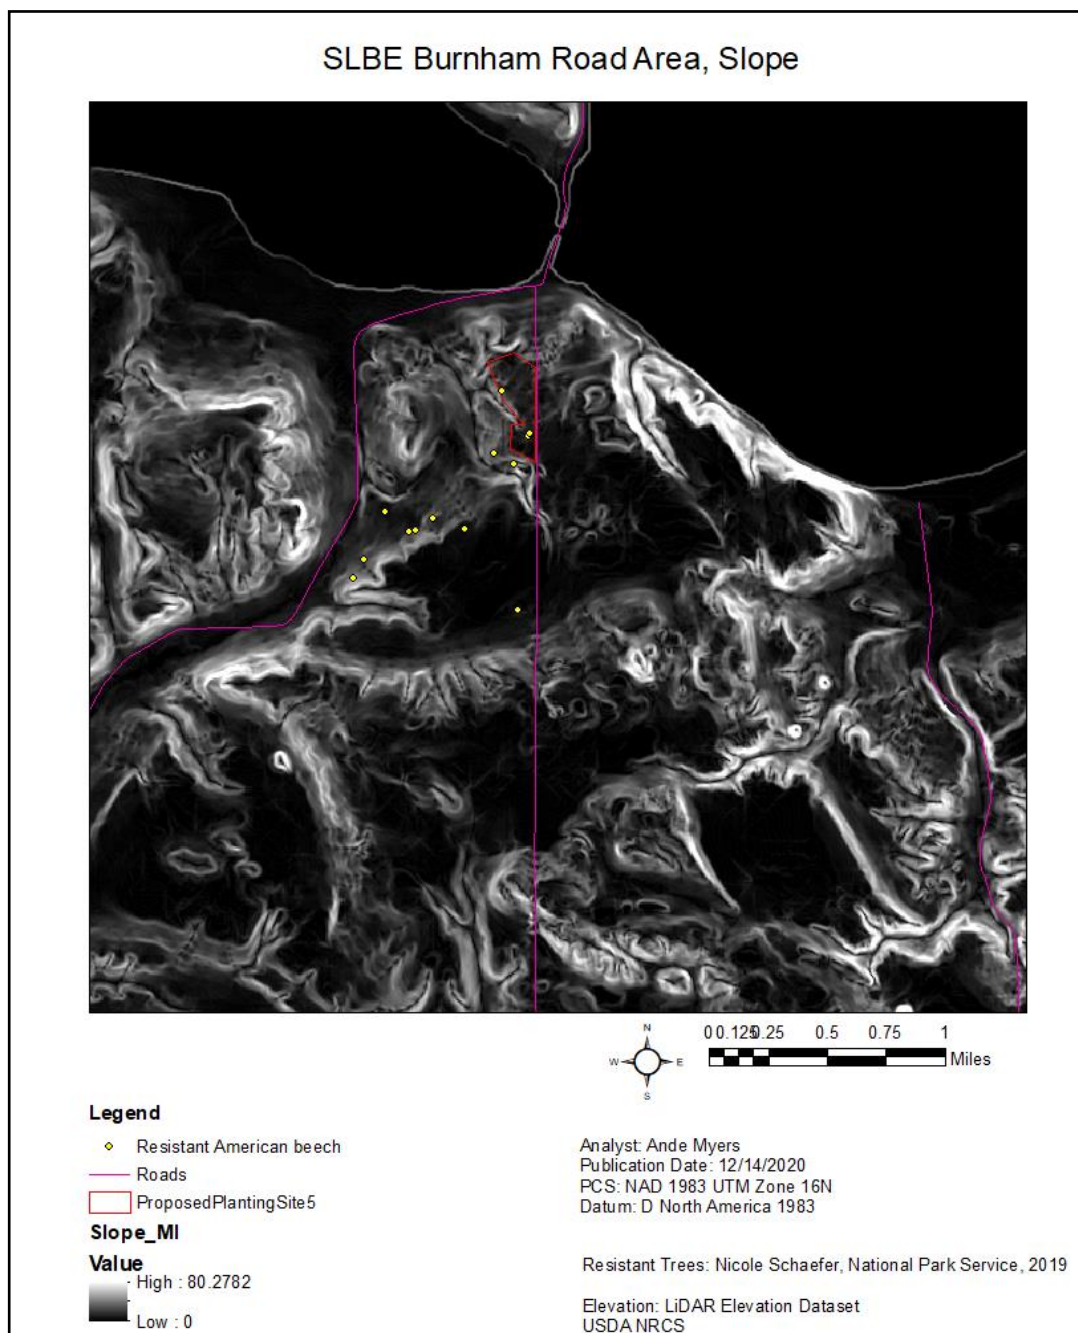 SLBE Burnham Road Area, Slope
N
W E
S
0 0.125 0.25 0.5 0.75 1
Miles
Legend
Resistant American beech
Roads
ProposedPlantingSite5
Slope_MI
Value
High : 80.2782
Low : 0
Analyst: Ande Myers
Publication Date: 12/14/2020
PCS: NAD 1983 UTM Zone 16N
Datum: D North America 1983
Resistant Trees: Nicole Schaefer, National Park Service, 2019
Elevation: LiDAR Elevation Dataset
USDA NRCS